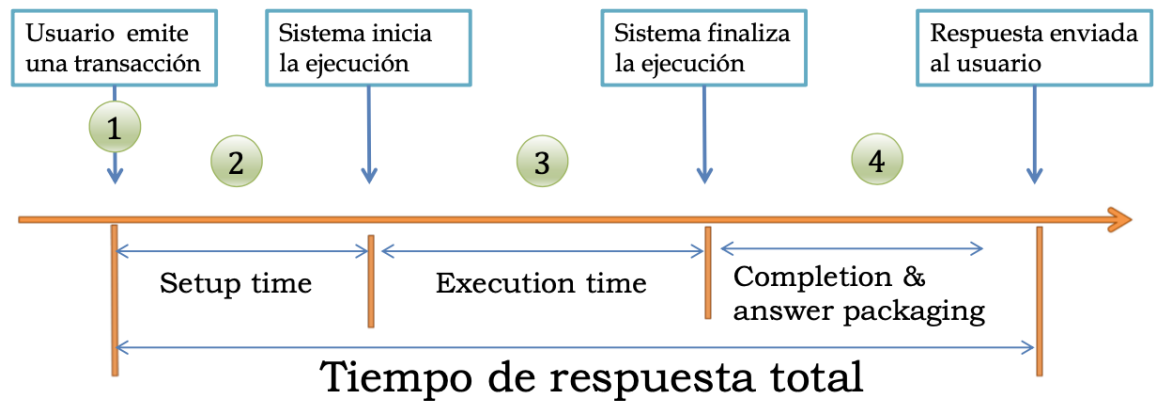 Usuario emite
una transacción
Sistema inicia
la ejecución
Sistema finaliza
la ejecución
Respuesta enviada
al usuario
1
2
3
4
Setup time
Execution time
Completion &
answer packaging
Tiempo de respuesta total